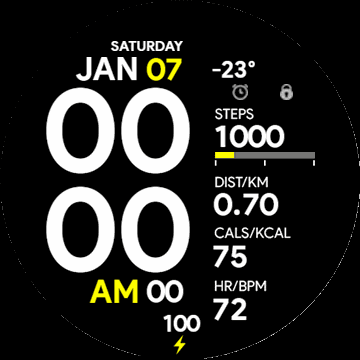 SATURDAY
JAN 07
00
00
AM 00
100
-23°
STEPS
1000
DIST/KM
0.70
CALS/KCAL
75
HR/BPM
72